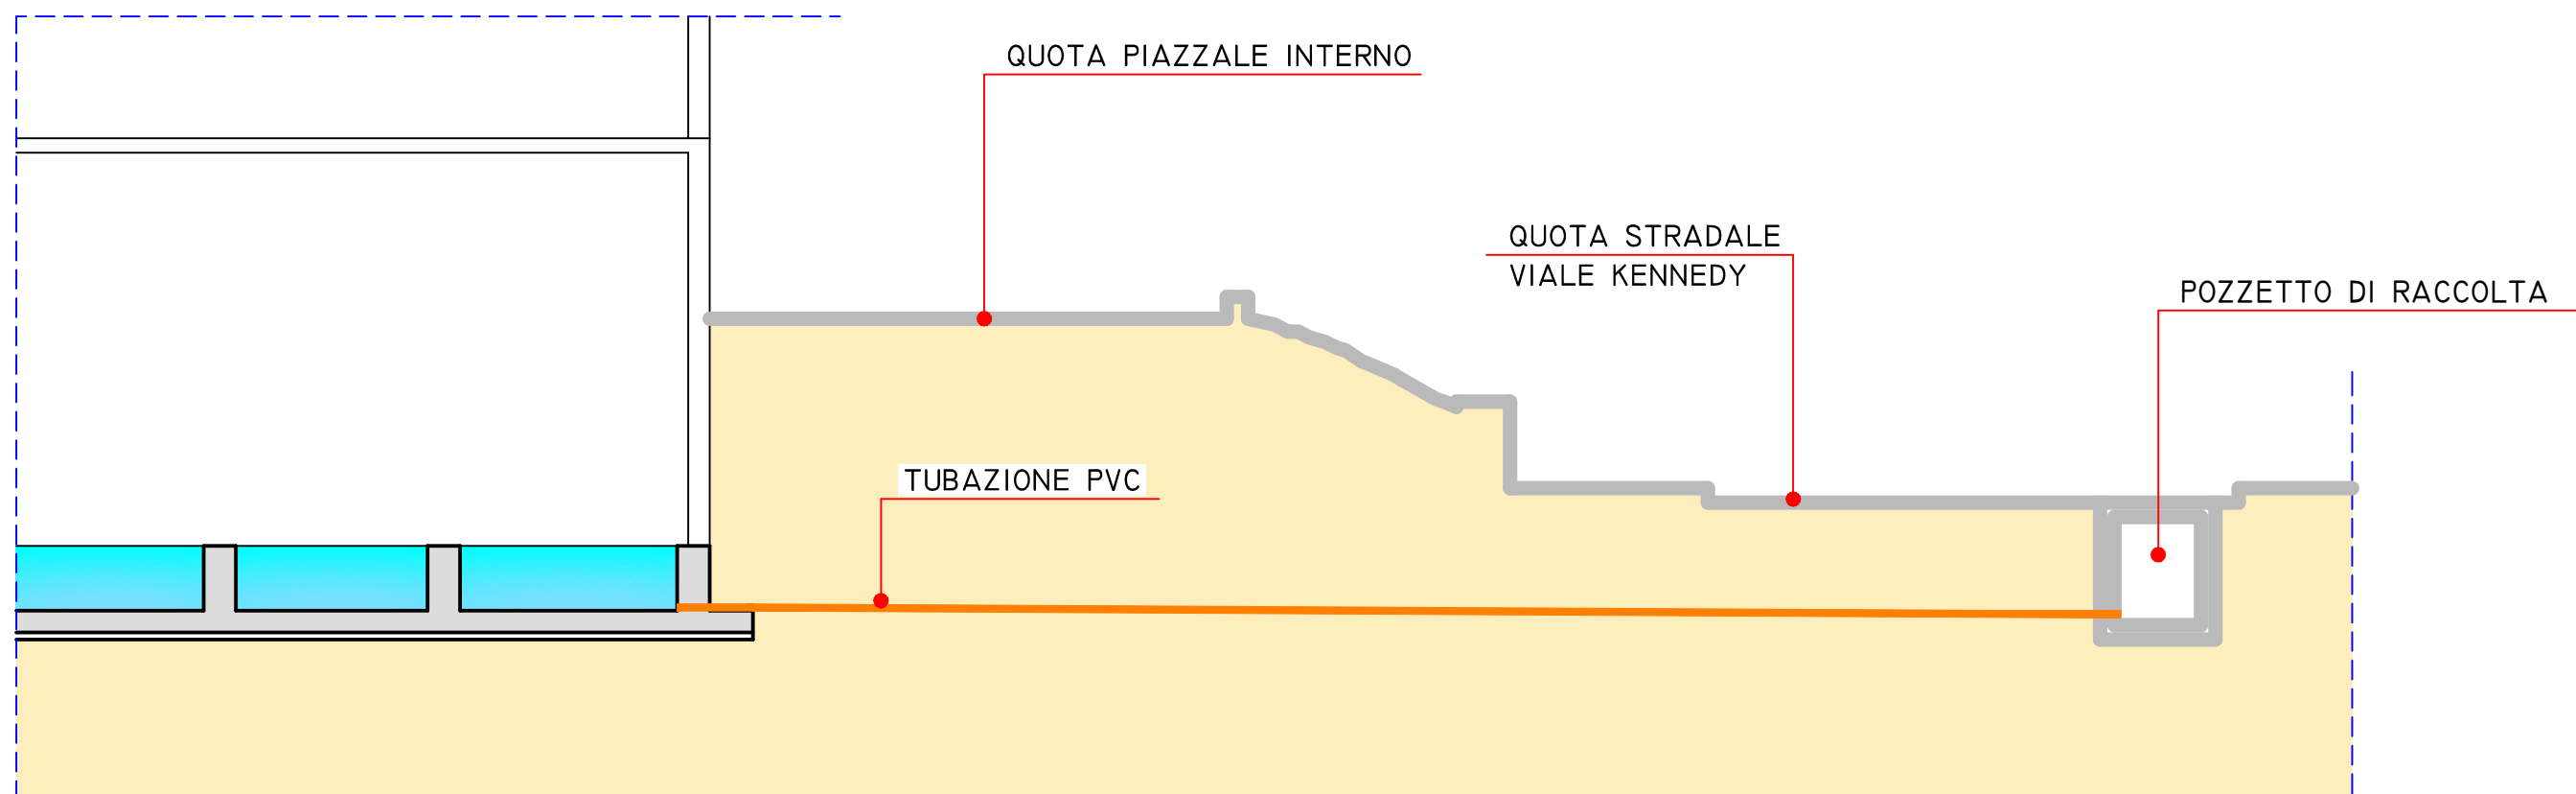 QUOTA PIAZZALE INTERNO
QUOTA STRADALE
VIALE KENNEDY
POZZETTO DI RACCOLTA
TUBAZIONE PVC